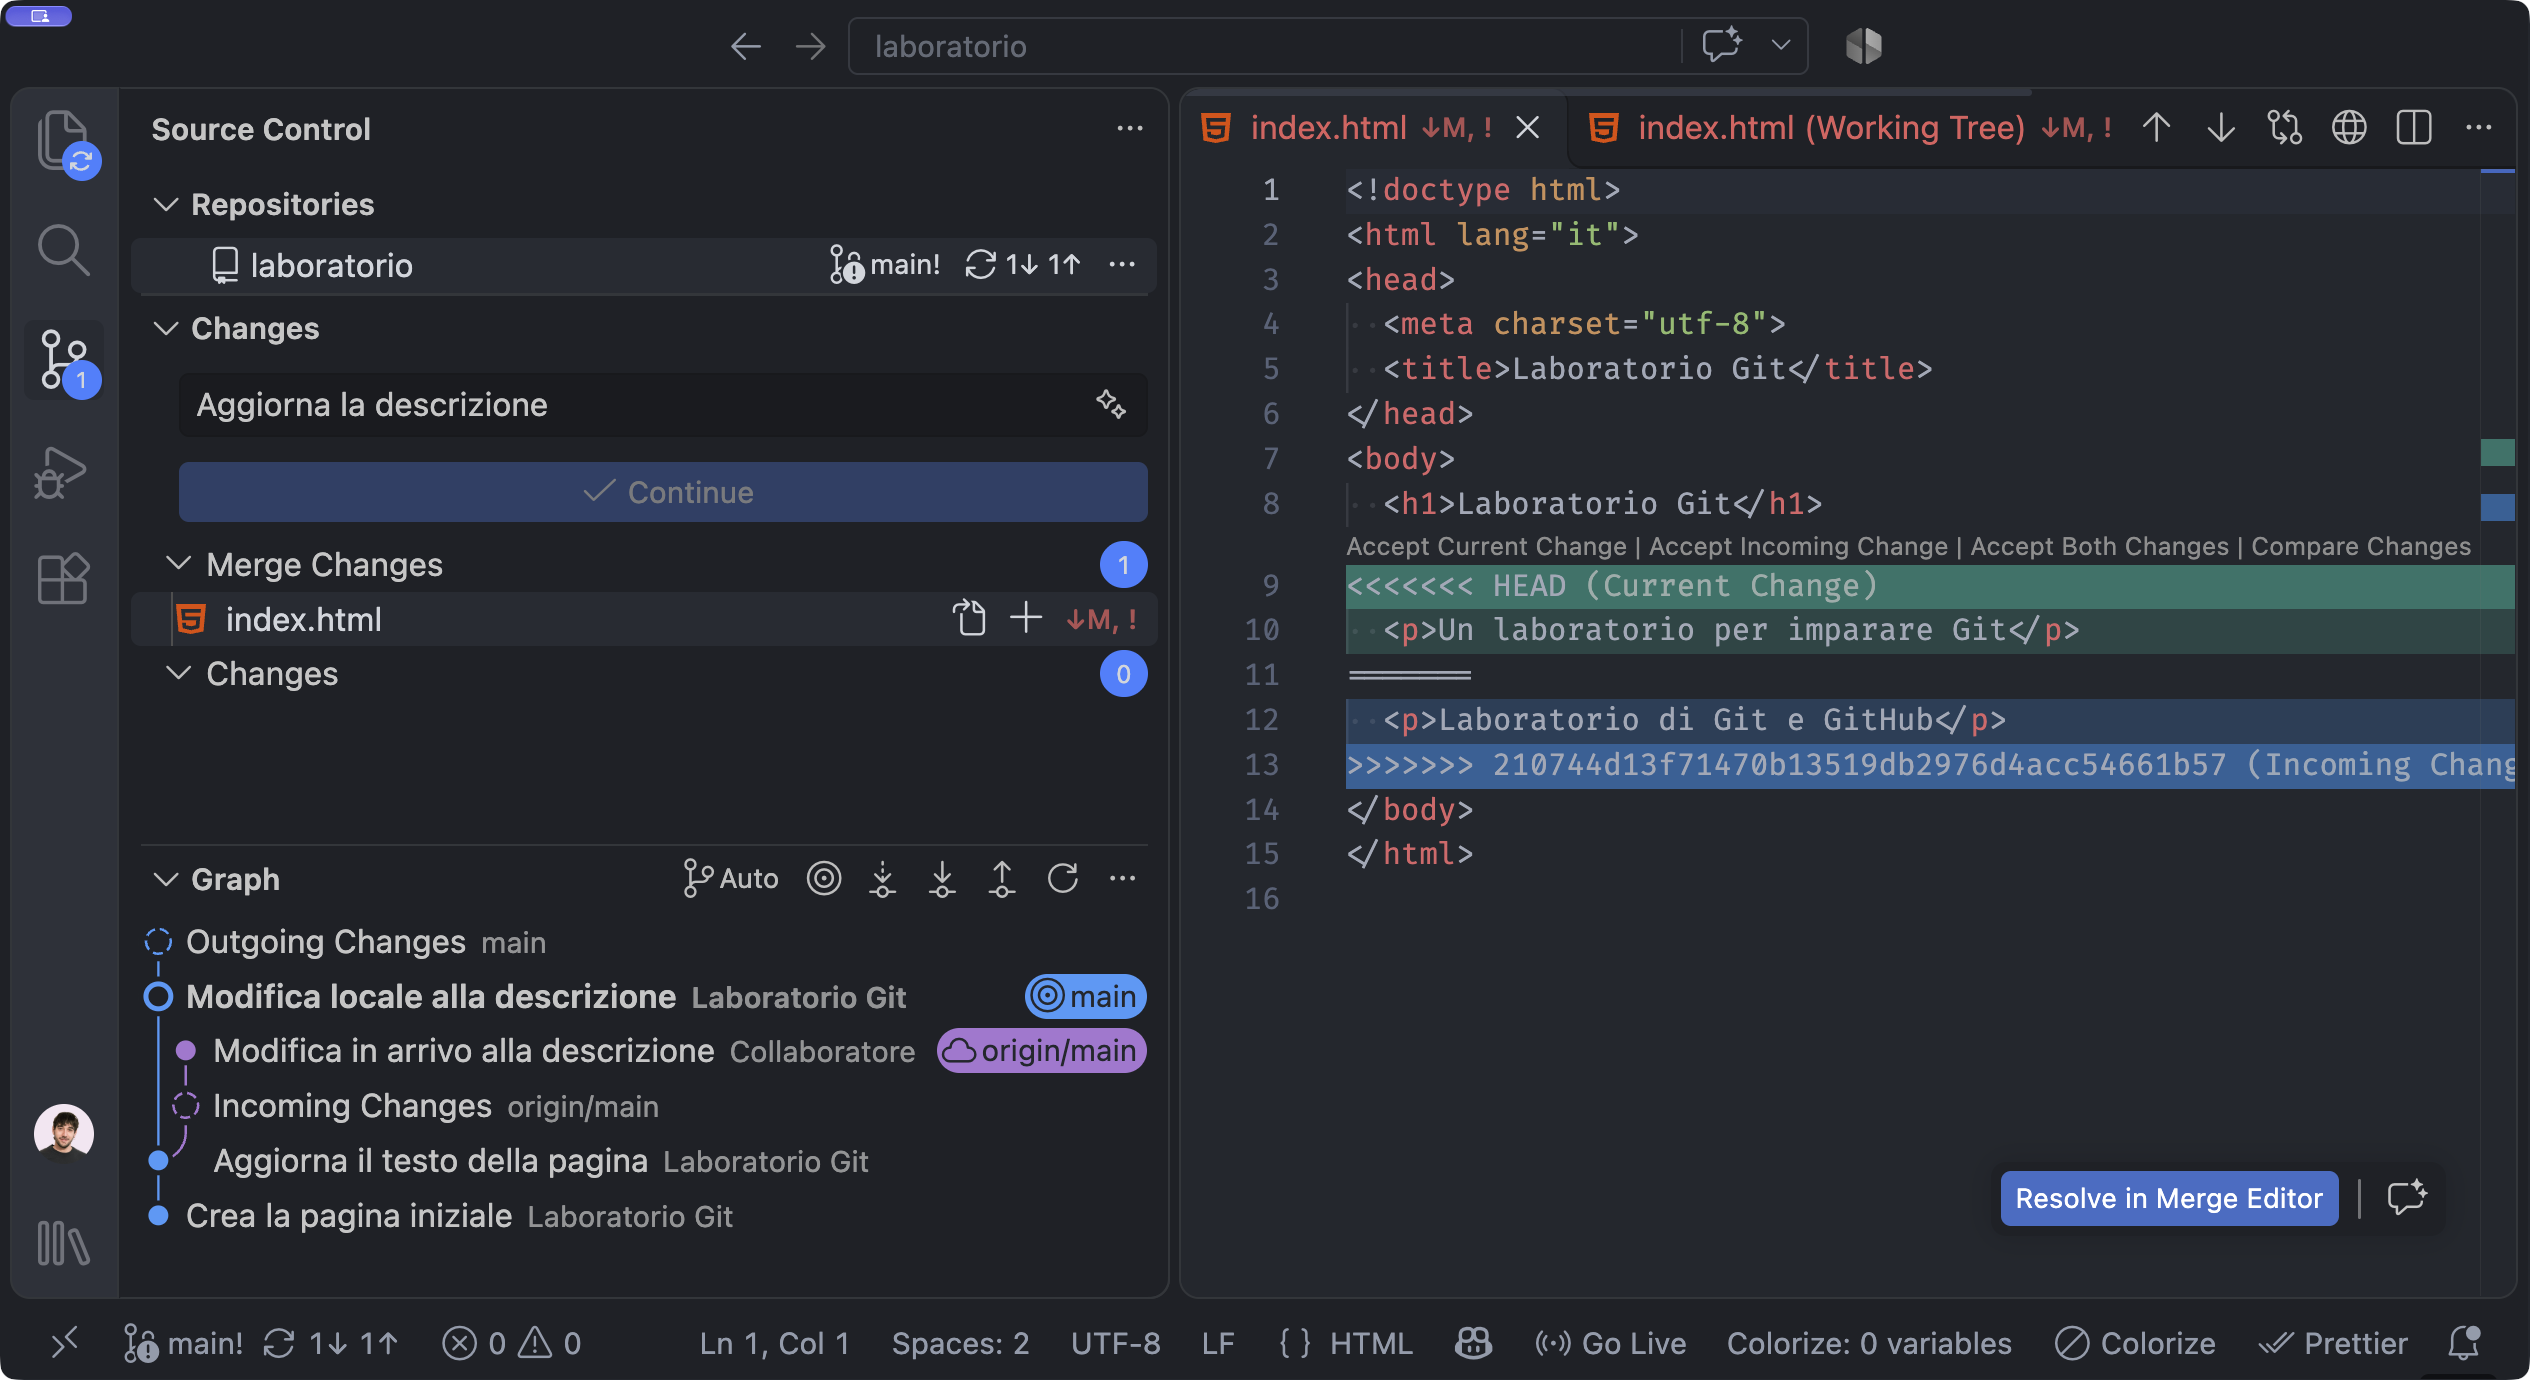 laboratorio
Source Control
Repositories
laboratorio main! 1↓ 1↑
Changes
Aggiorna la descrizione
Continue
Merge Changes 1
index.html ↓M, !
Changes 0
Graph Auto
Outgoing Changes main
Modifica locale alla descrizione Laboratorio Git main
Modifica in arrivo alla descrizione Collaboratore origin/main
Incoming Changes origin/main
Aggiorna il testo della pagina Laboratorio Git
Crea la pagina iniziale Laboratorio Git
1
index.html ↓M, ! index.html (Working Tree) ↓M, !
1 <!doctype html>
2 <html lang="it">
3 <head>
4 <meta charset="utf-8">
5 <title>Laboratorio Git</title>
6 </head>
7 <body>
8 <h1>Laboratorio Git</h1>
Accept Current Change | Accept Incoming Change | Accept Both Changes | Compare Changes
9 <<<<<<< HEAD (Current Change)
10 <p>Un laboratorio per imparare Git</p>
11 =======
12 <p>Laboratorio di Git e GitHub</p>
13 >>>>>>> 210744d13f71470b13519db2976d4acc54661b57 (Incoming Chang
14 </body>
15 </html>
16
Resolve in Merge Editor
main! 1↓ 1↑ 0 0 Ln 1, Col 1 Spaces: 2 UTF-8 LF { } HTML Go Live Colorize: 0 variables Colorize Prettier